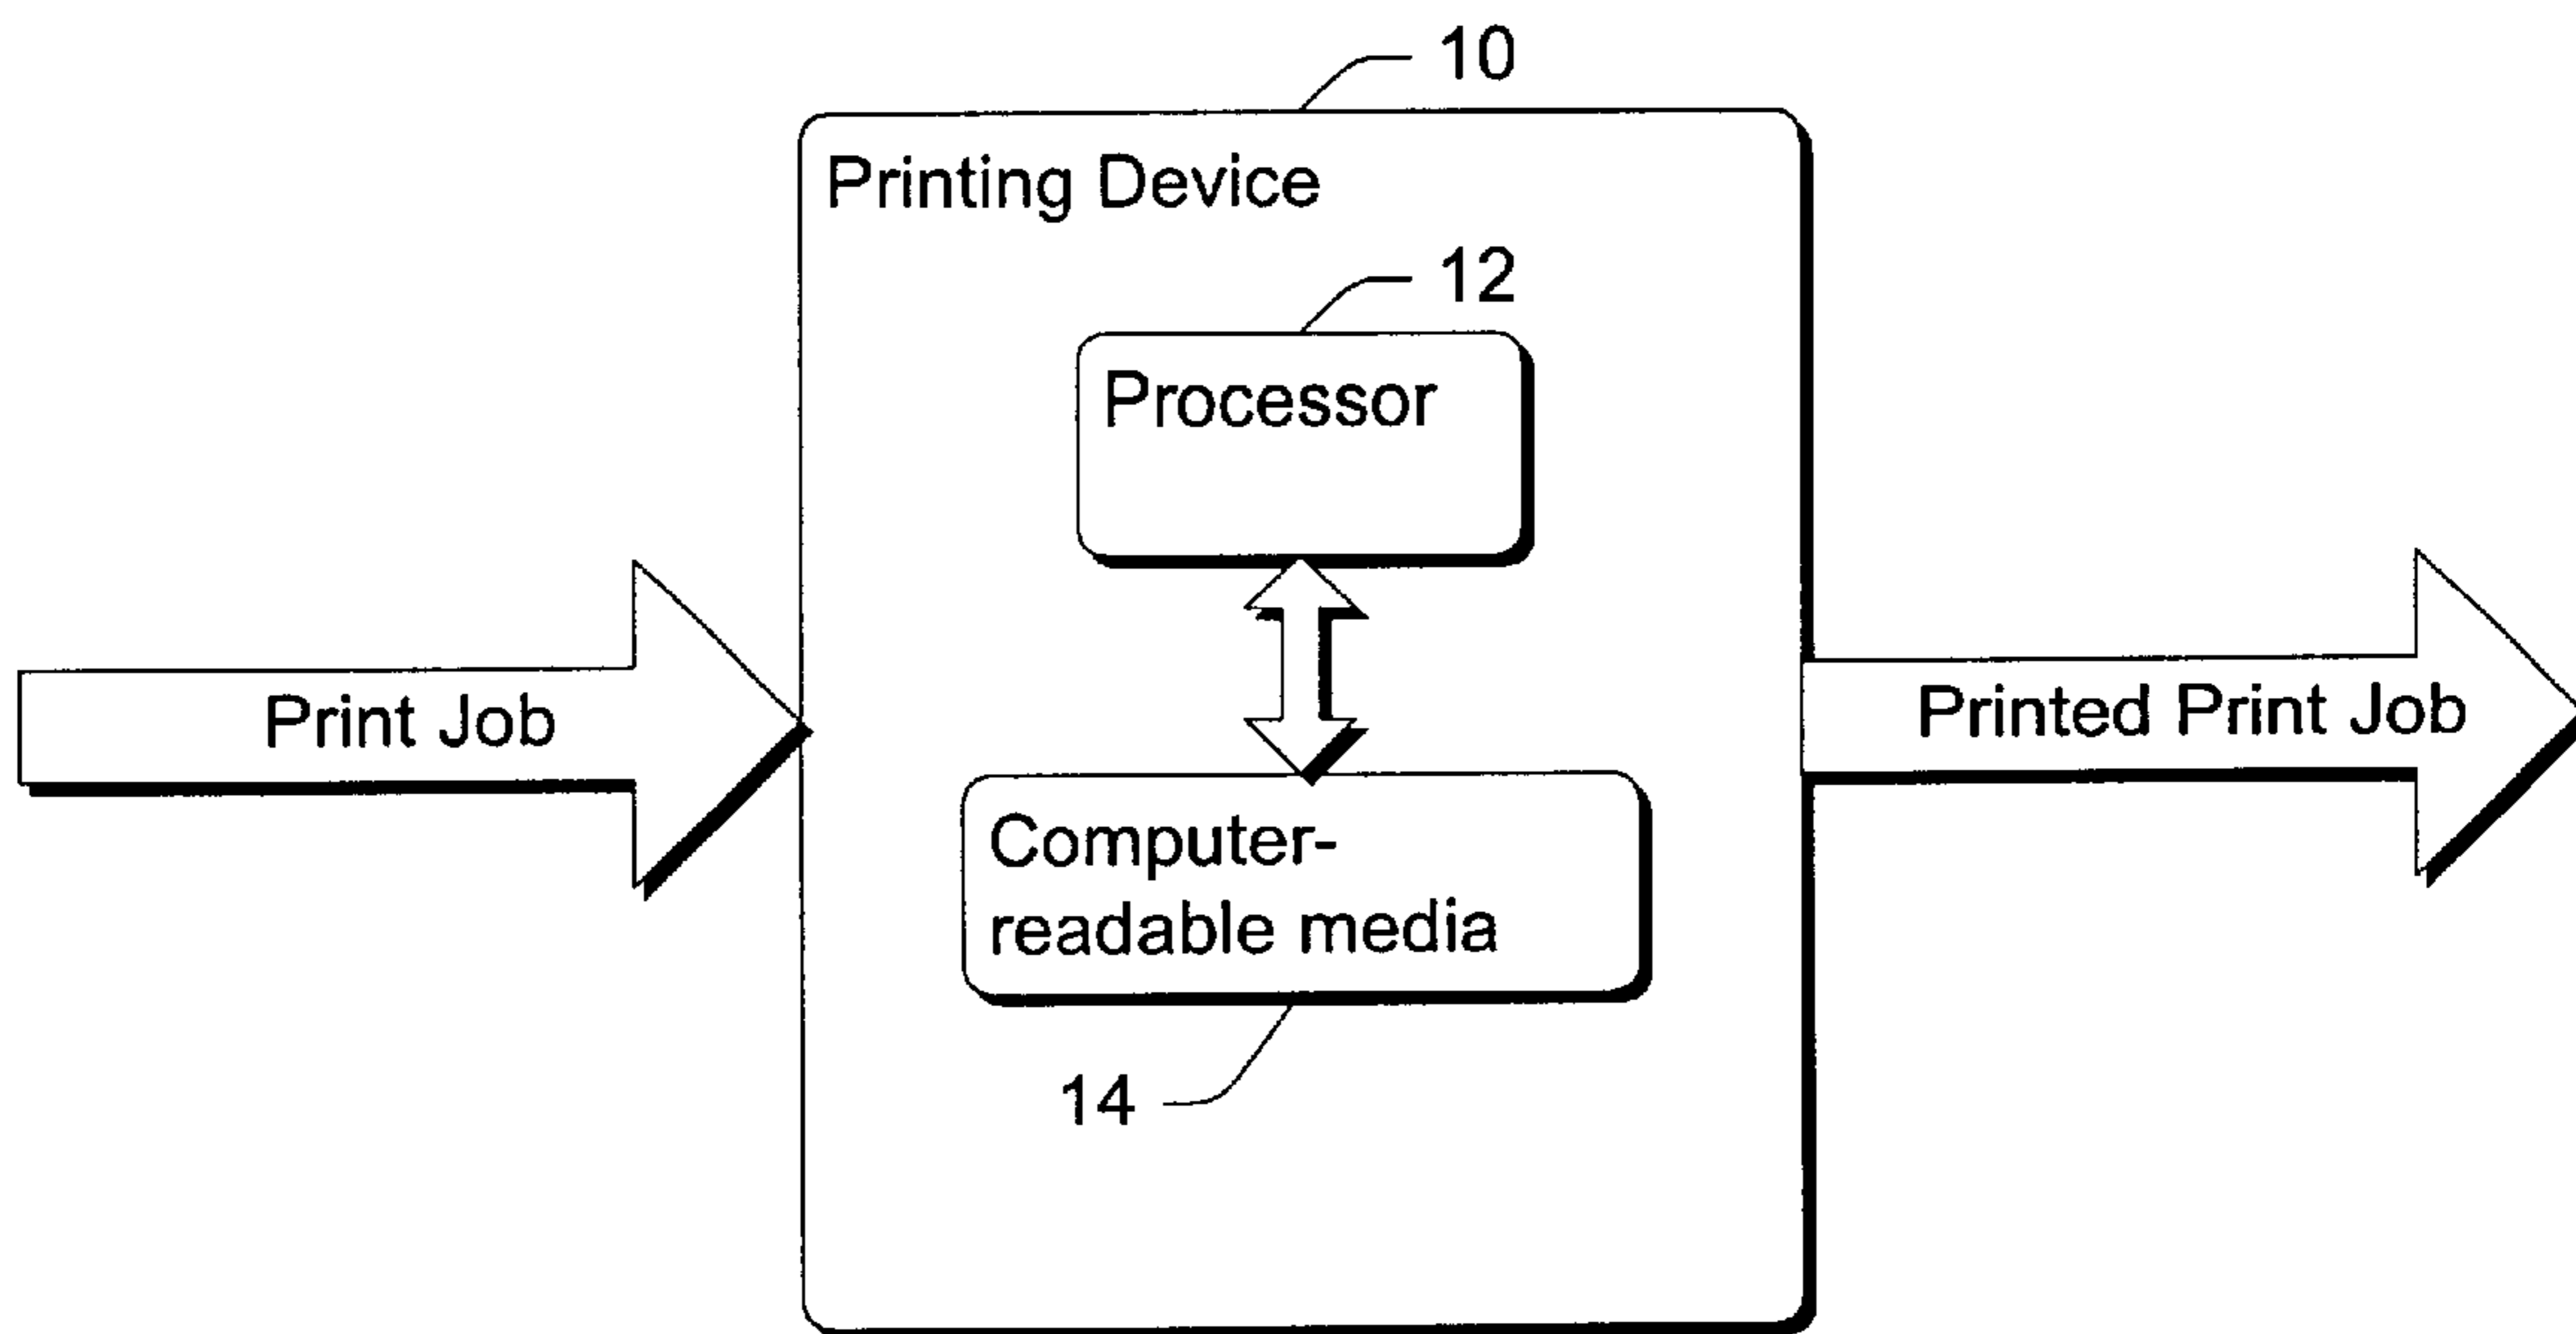 10
Printing Device
12
Processor
Print Job
Printed Print Job
Computer-
readable media
14